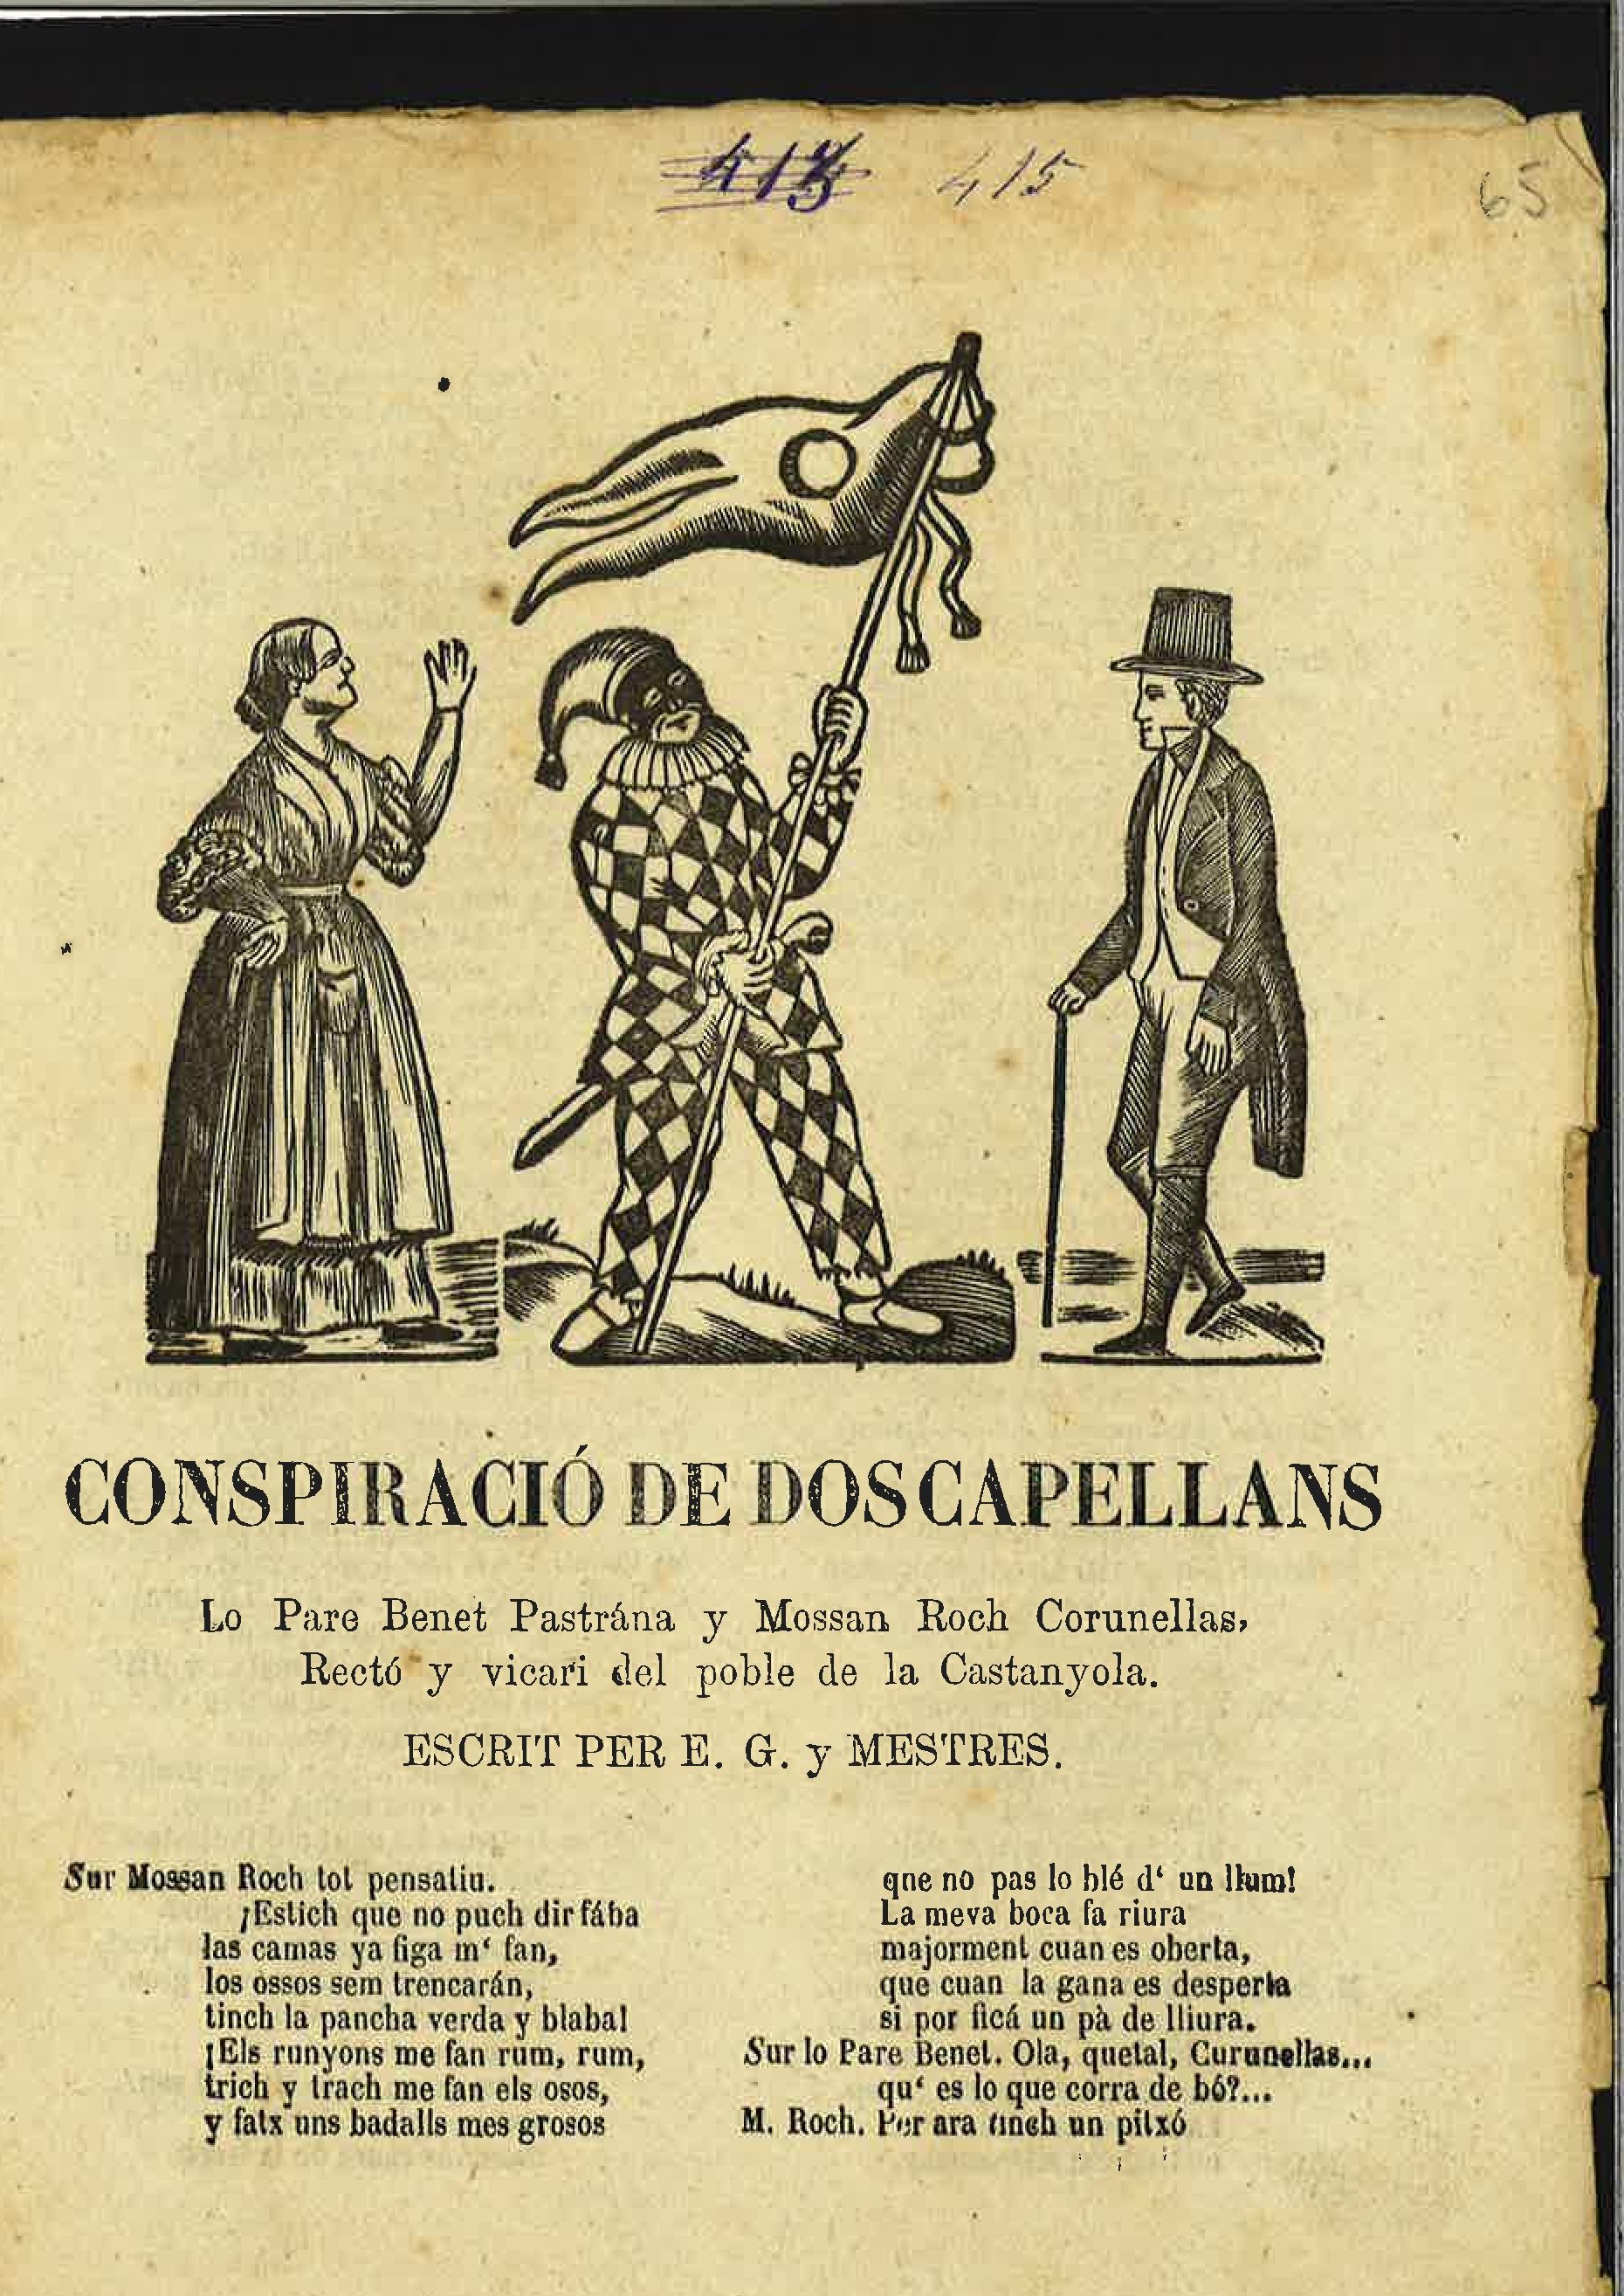 413 415 65
CONSPIRACIÓ DE DOS CAPELLANS
Lo Pare Benet Pastrána y Mossan Roch Corunellas,
Rectó y vicari del poble de la Castanyola.
ESCRIT PER E. G. y MESTRES.
Sur Mossan Roch tot pensatiu.
¡Estich que no puch dir fába
las camas ya figa m‘ fan,
los ossos sem trencarán,
tinch la pancha verda y blaba!
¡Els runyons me fan rum, rum,
trich y trach me fan els osos,
y fatx uns badalls mes grosos
que no pas lo blé d‘ un llum!
La meva boca fa riura
majorment cuan es oberta,
que cuan la gana es desperta
si por ficá un pà de lliura.
Sur lo Pare Benet. Ola, quetal, Curunellas...
qu‘ es lo que corra de bó?...
M. Roch. Per ara tinch un pitxó